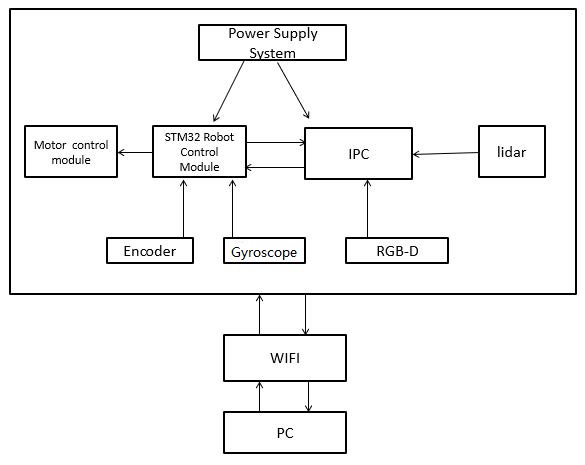 Power Supply
System
Motor control
module
STM32 Robot
Control
Module
IPC
lidar
Encoder
Gyroscope
RGB-D
WIFI
PC